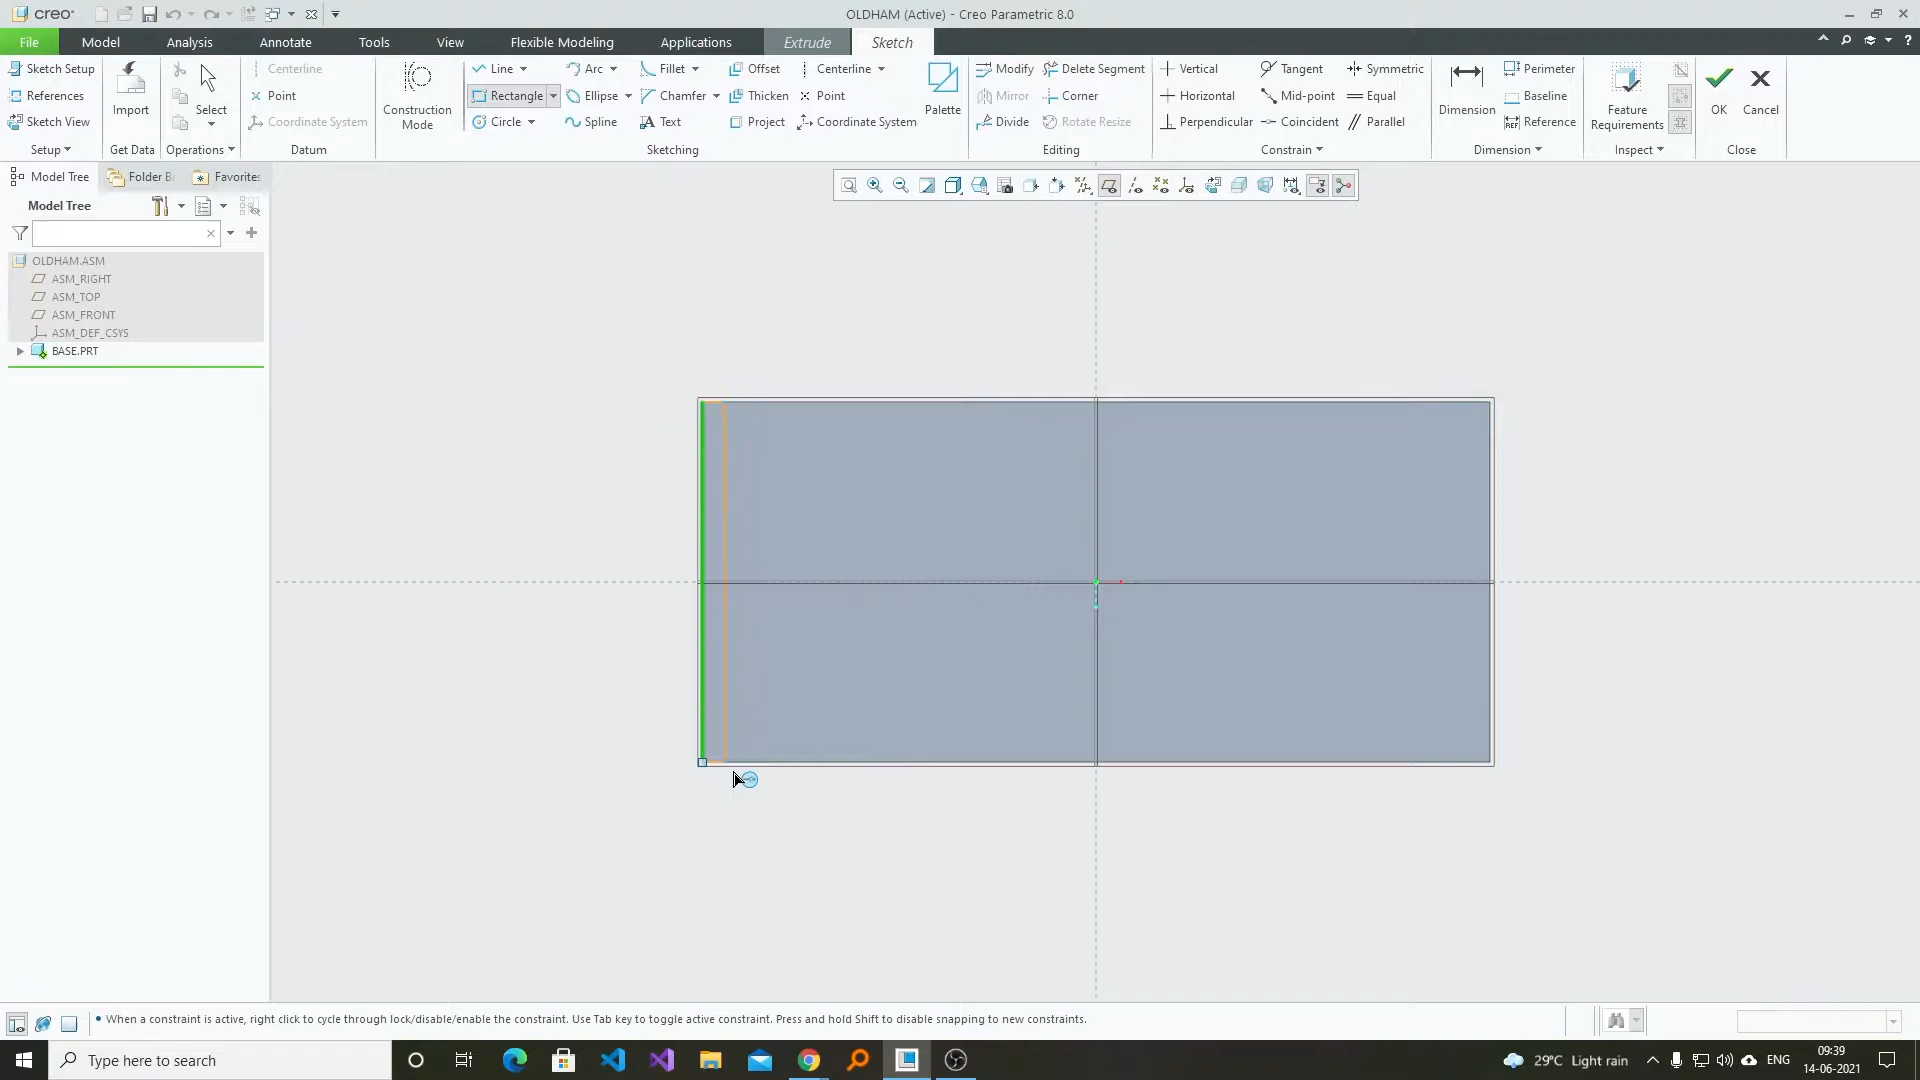 creo
OLDHAM (Active) - Creo Parametric 8.0
File Model Analysis Annotate Tools View Flexible Modeling Applications Extrude Sketch
Sketch Setup
References
Sketch View
Setup
Import
Get Data
Select
Operations
Centerline
Point
Coordinate System
Datum
Construction
Mode
Line Arc Fillet Offset Centerline
Rectangle Ellipse Chamfer Thicken Point
Circle Spline Text Project Coordinate System
Palette
Sketching
Modify Delete Segment
Mirror Corner
Divide Rotate Resize
Editing
Vertical Tangent Symmetric
Horizontal Mid-point Equal
Perpendicular Coincident Parallel
Constrain
Dimension
Perimeter
Baseline
REF Reference
Dimension
Feature
Requirements
Inspect
OK Cancel
Close
Model Tree Folder B Favorites
Model Tree
OLDHAM.ASM
ASM_RIGHT
ASM_TOP
ASM_FRONT
ASM_DEF_CSYS
BASE.PRT
• When a constraint is active, right click to cycle through lock/disable/enable the constraint. Use Tab key to toggle active constraint. Press and hold Shift to disable snapping to new constraints.
Type here to search
29°C Light rain
ENG
09:39
14-06-2021